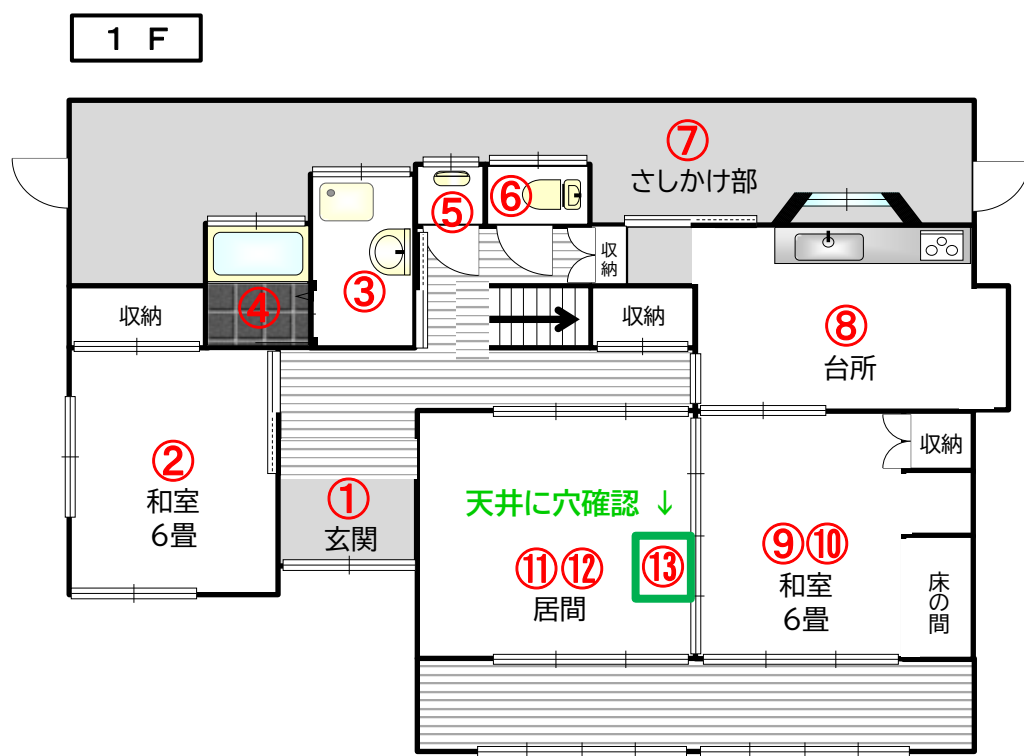 1 F
⑦
さしかけ部
⑥
⑤
収納
③
④
収納
収納
⑧
台所
②
和室
6畳
①
玄関
天井に穴確認 ↓
⑪⑫
居間
⑬
収納
⑨⑩
和室
6畳
床の間